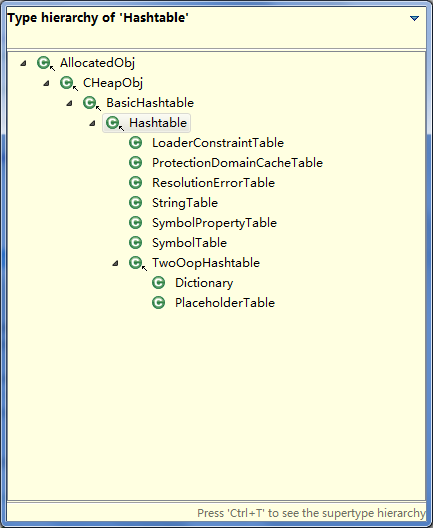 Type hierarchy of 'Hashtable'
AllocatedObj
CHeapObj
BasicHashtable
Hashtable
LoaderConstraintTable
ProtectionDomainCacheTable
ResolutionErrorTable
StringTable
SymbolPropertyTable
SymbolTable
TwoOopHashtable
Dictionary
PlaceholderTable
Press 'Ctrl+T' to see the supertype hierarchy